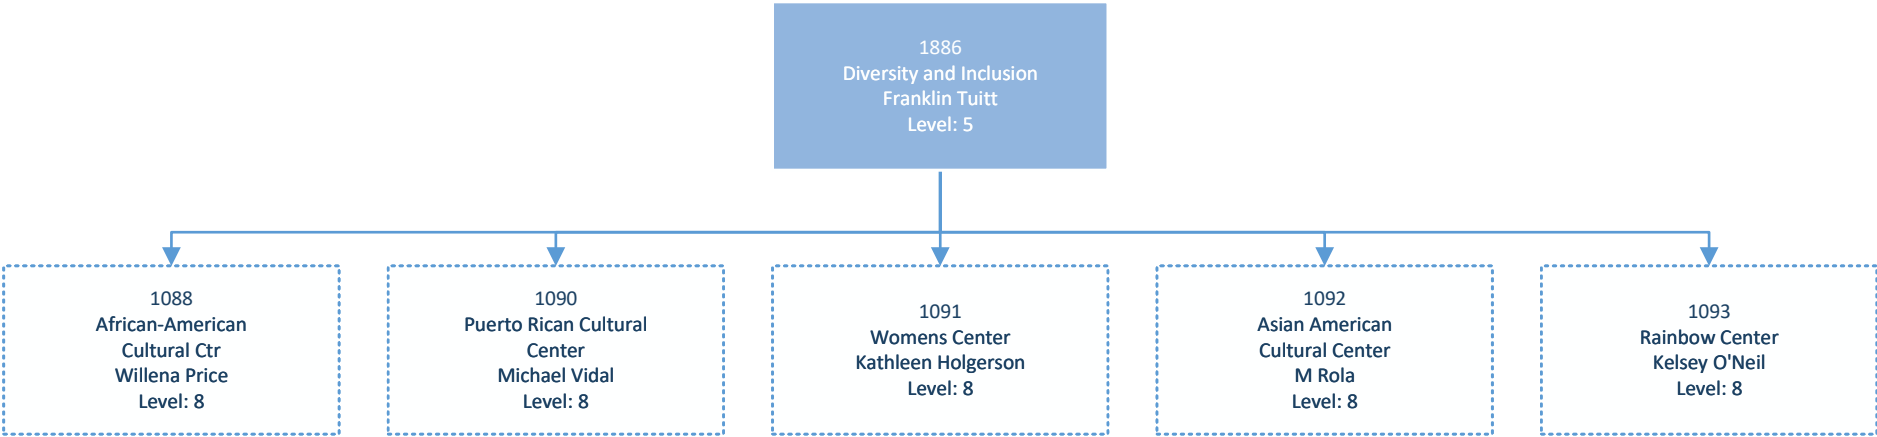 1886
Diversity and Inclusion
Franklin Tuitt
Level: 5
1088
African-American
Cultural Ctr
Willena Price
Level: 8
1090
Puerto Rican Cultural
Center
Michael Vidal
Level: 8
1091
Womens Center
Kathleen Holgerson
Level: 8
1092
Asian American
Cultural Center
M Rola
Level: 8
1093
Rainbow Center
Kelsey O'Neil
Level: 8